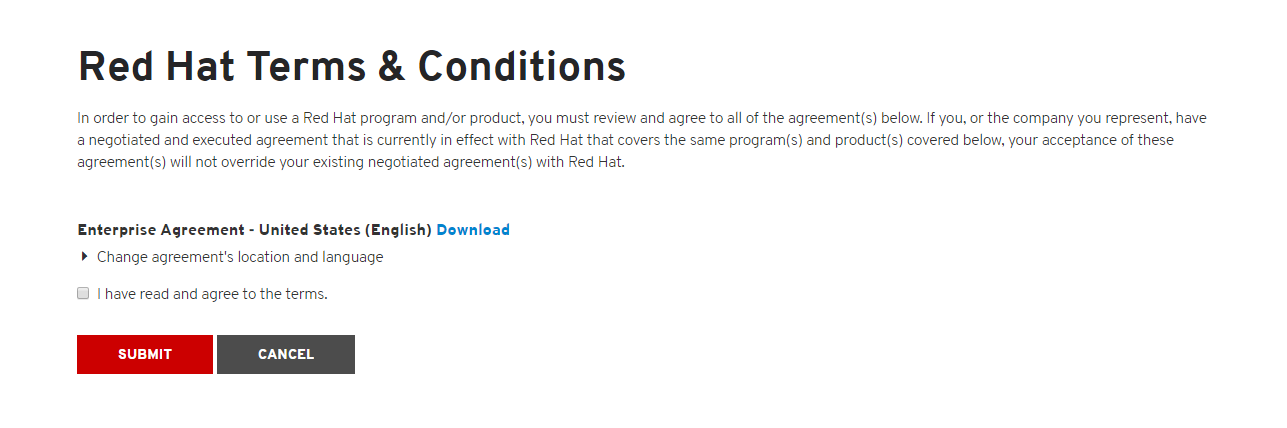 Red Hat Terms & Conditions
In order to gain access to or use a Red Hat program and/or product, you must review and agree to all of the agreement(s) below. If you, or the company you represent, have
a negotiated and executed agreement that is currently in effect with Red Hat that covers the same program(s) and product(s) covered below, your acceptance of these
agreement(s) will not override your existing negotiated agreement(s) with Red Hat.
Enterprise Agreement - United States (English) Download
Change agreement's location and language
I have read and agree to the terms.
SUBMIT CANCEL